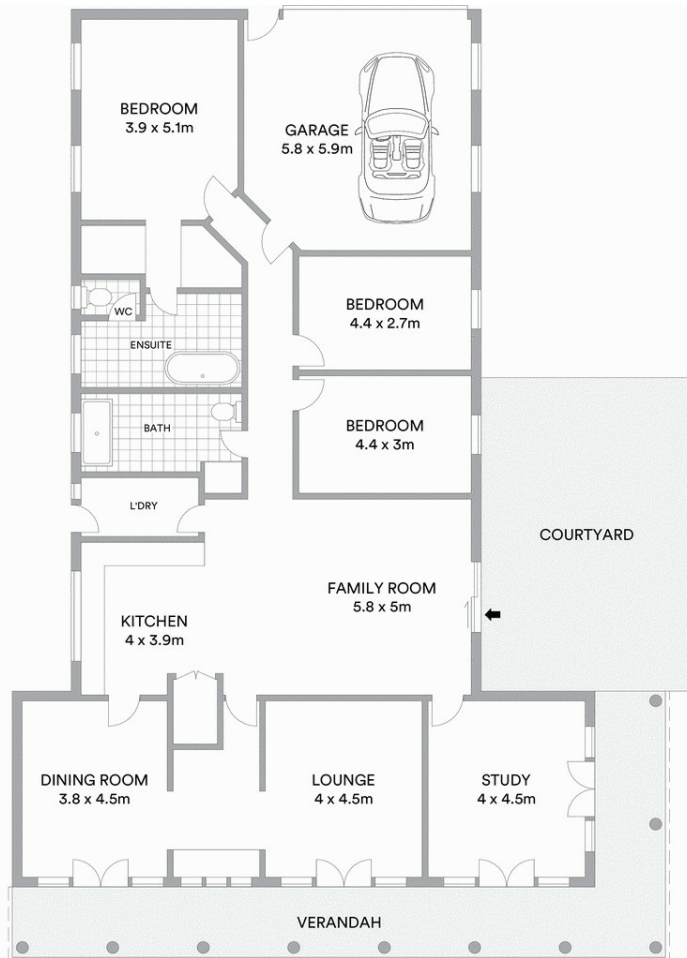 BEDROOM
3.9 x 5.1m
GARAGE
5.8 x 5.9m
BEDROOM
4.4 x 2.7m
WC
ENSUITE
BEDROOM
4.4 x 3m
BATH
L'DRY
COURTYARD
FAMILY ROOM
5.8 x 5m
KITCHEN
4 x 3.9m
DINING ROOM
3.8 x 4.5m
LOUNGE
4 x 4.5m
STUDY
4 x 4.5m
VERANDAH